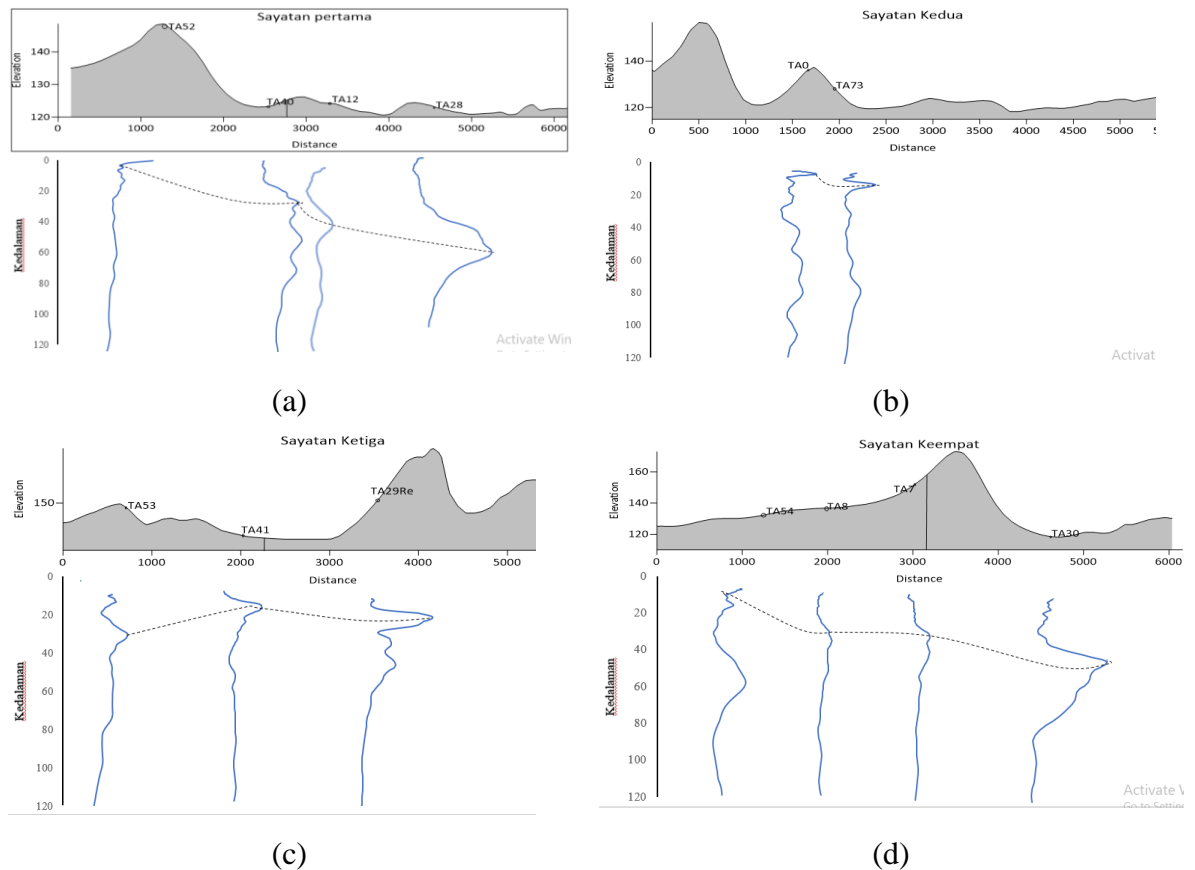 Sayatan pertama
Elevation
140
130
120
TA52
TA40
TA12
TA28
0 1000 2000 3000 4000 5000 6000
Distance
0
20
40
60
80
100
120
Kedalaman
Activate Win
(a)
Sayatan Kedua
Elevation
140
120
TA0
TA73
0 500 1000 1500 2000 2500 3000 3500 4000 4500 5000 5
Distance
0
20
40
60
80
100
120
Kedalaman
Activat
(b)
Sayatan Ketiga
Elevation
150
TA53
TA41
TA29Re
0 1000 2000 3000 4000 5000
Distance
0
20
40
60
80
100
120
Kedalaman
(c)
Sayatan Keempat
Elevation
160
140
120
TA54
TA8
TA7
TA30
0 1000 2000 3000 4000 5000 6000
Distance
0
20
40
60
80
100
120
Kedalaman
Activate W
Go to Setting
(d)